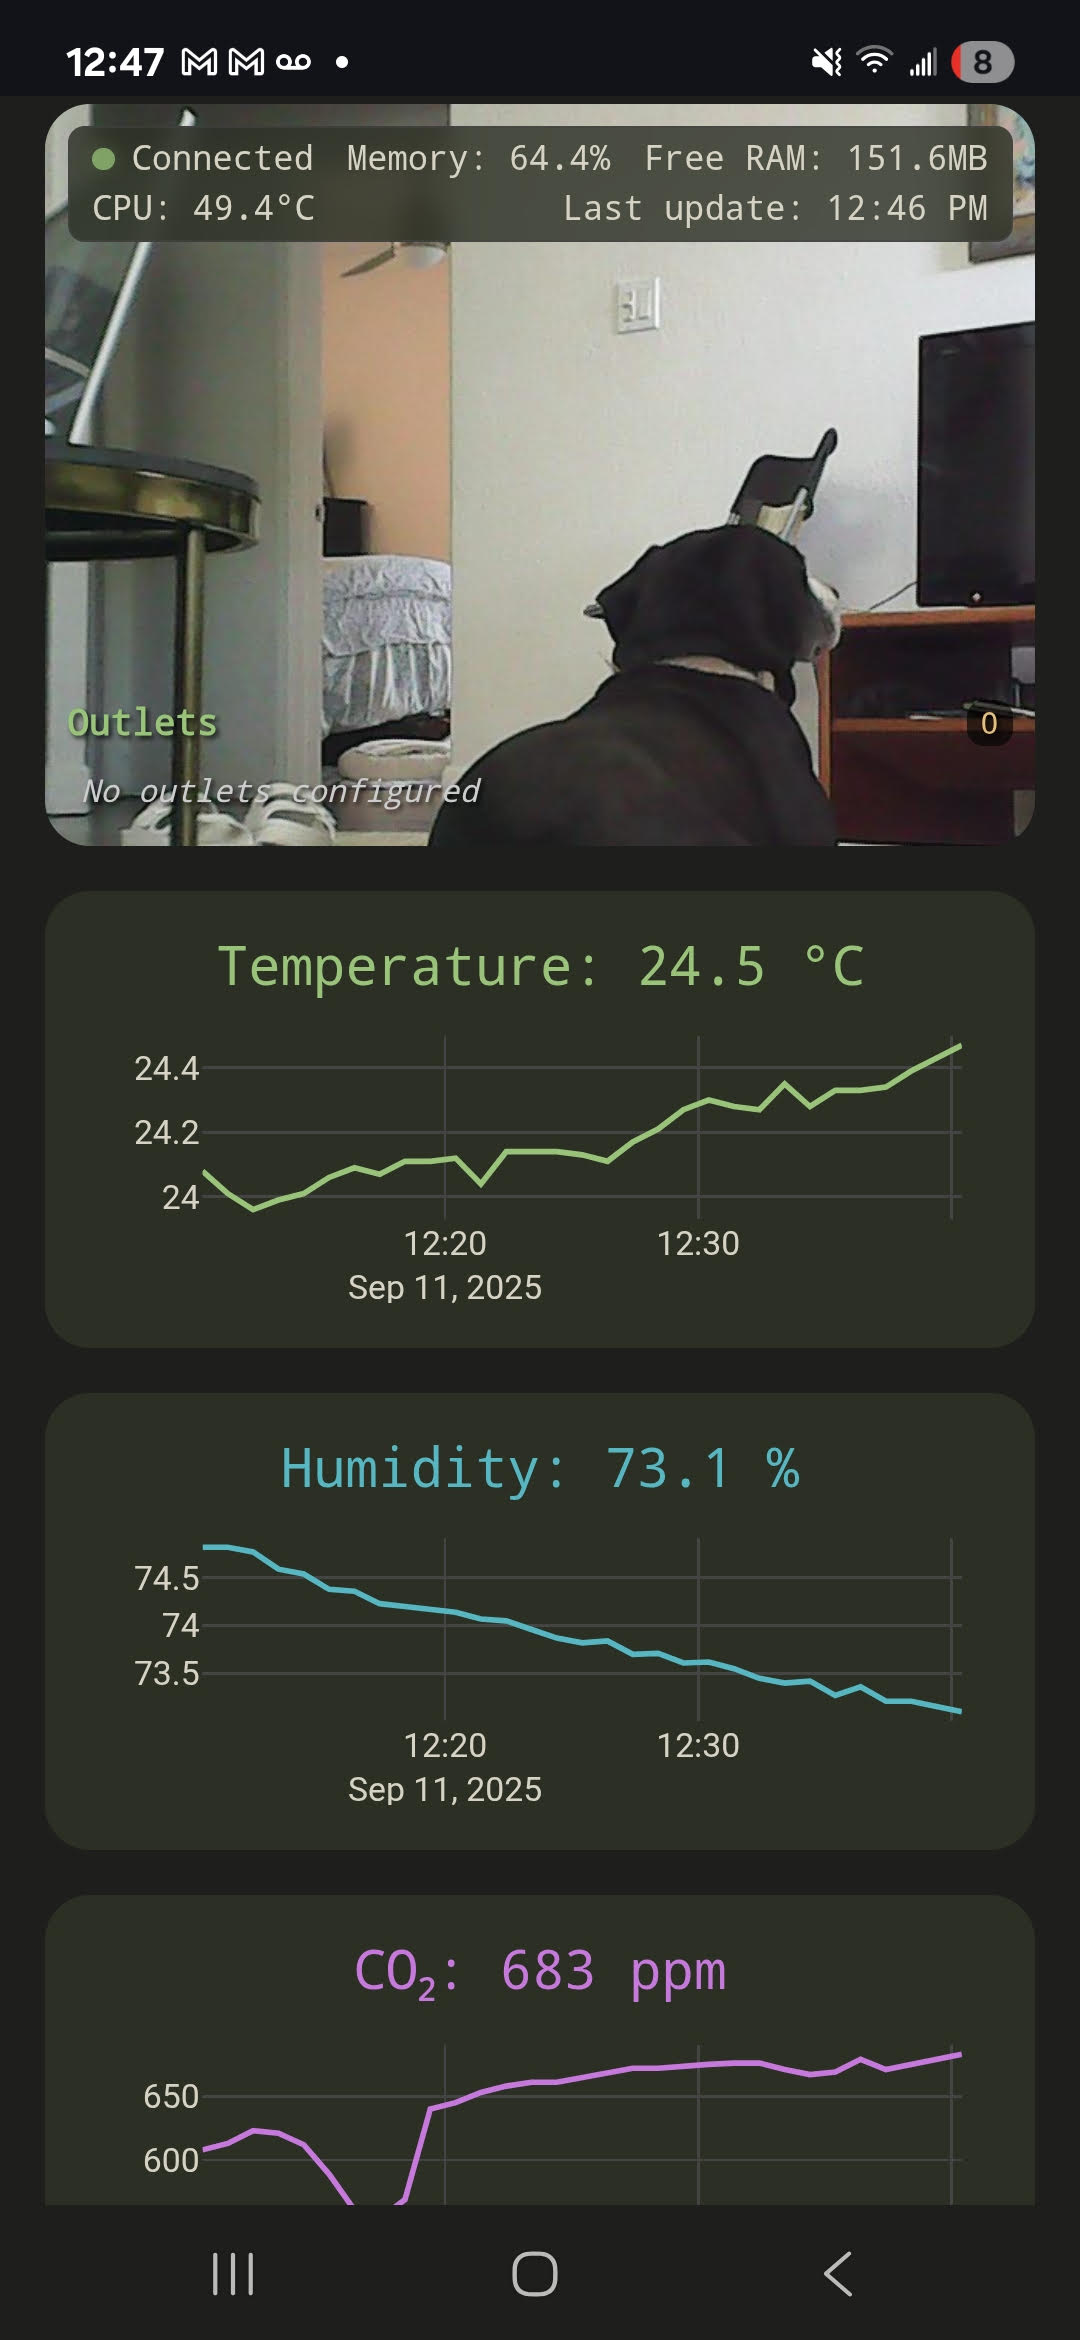 12:47 8
Connected Memory: 64.4% Free RAM: 151.6MB
CPU: 49.4°C Last update: 12:46 PM
Outlets 0
No outlets configured
Temperature: 24.5 °C
24.4
24.2
24
12:20 12:30
Sep 11, 2025
Humidity: 73.1 %
74.5
74
73.5
12:20 12:30
Sep 11, 2025
CO₂: 683 ppm
650
600